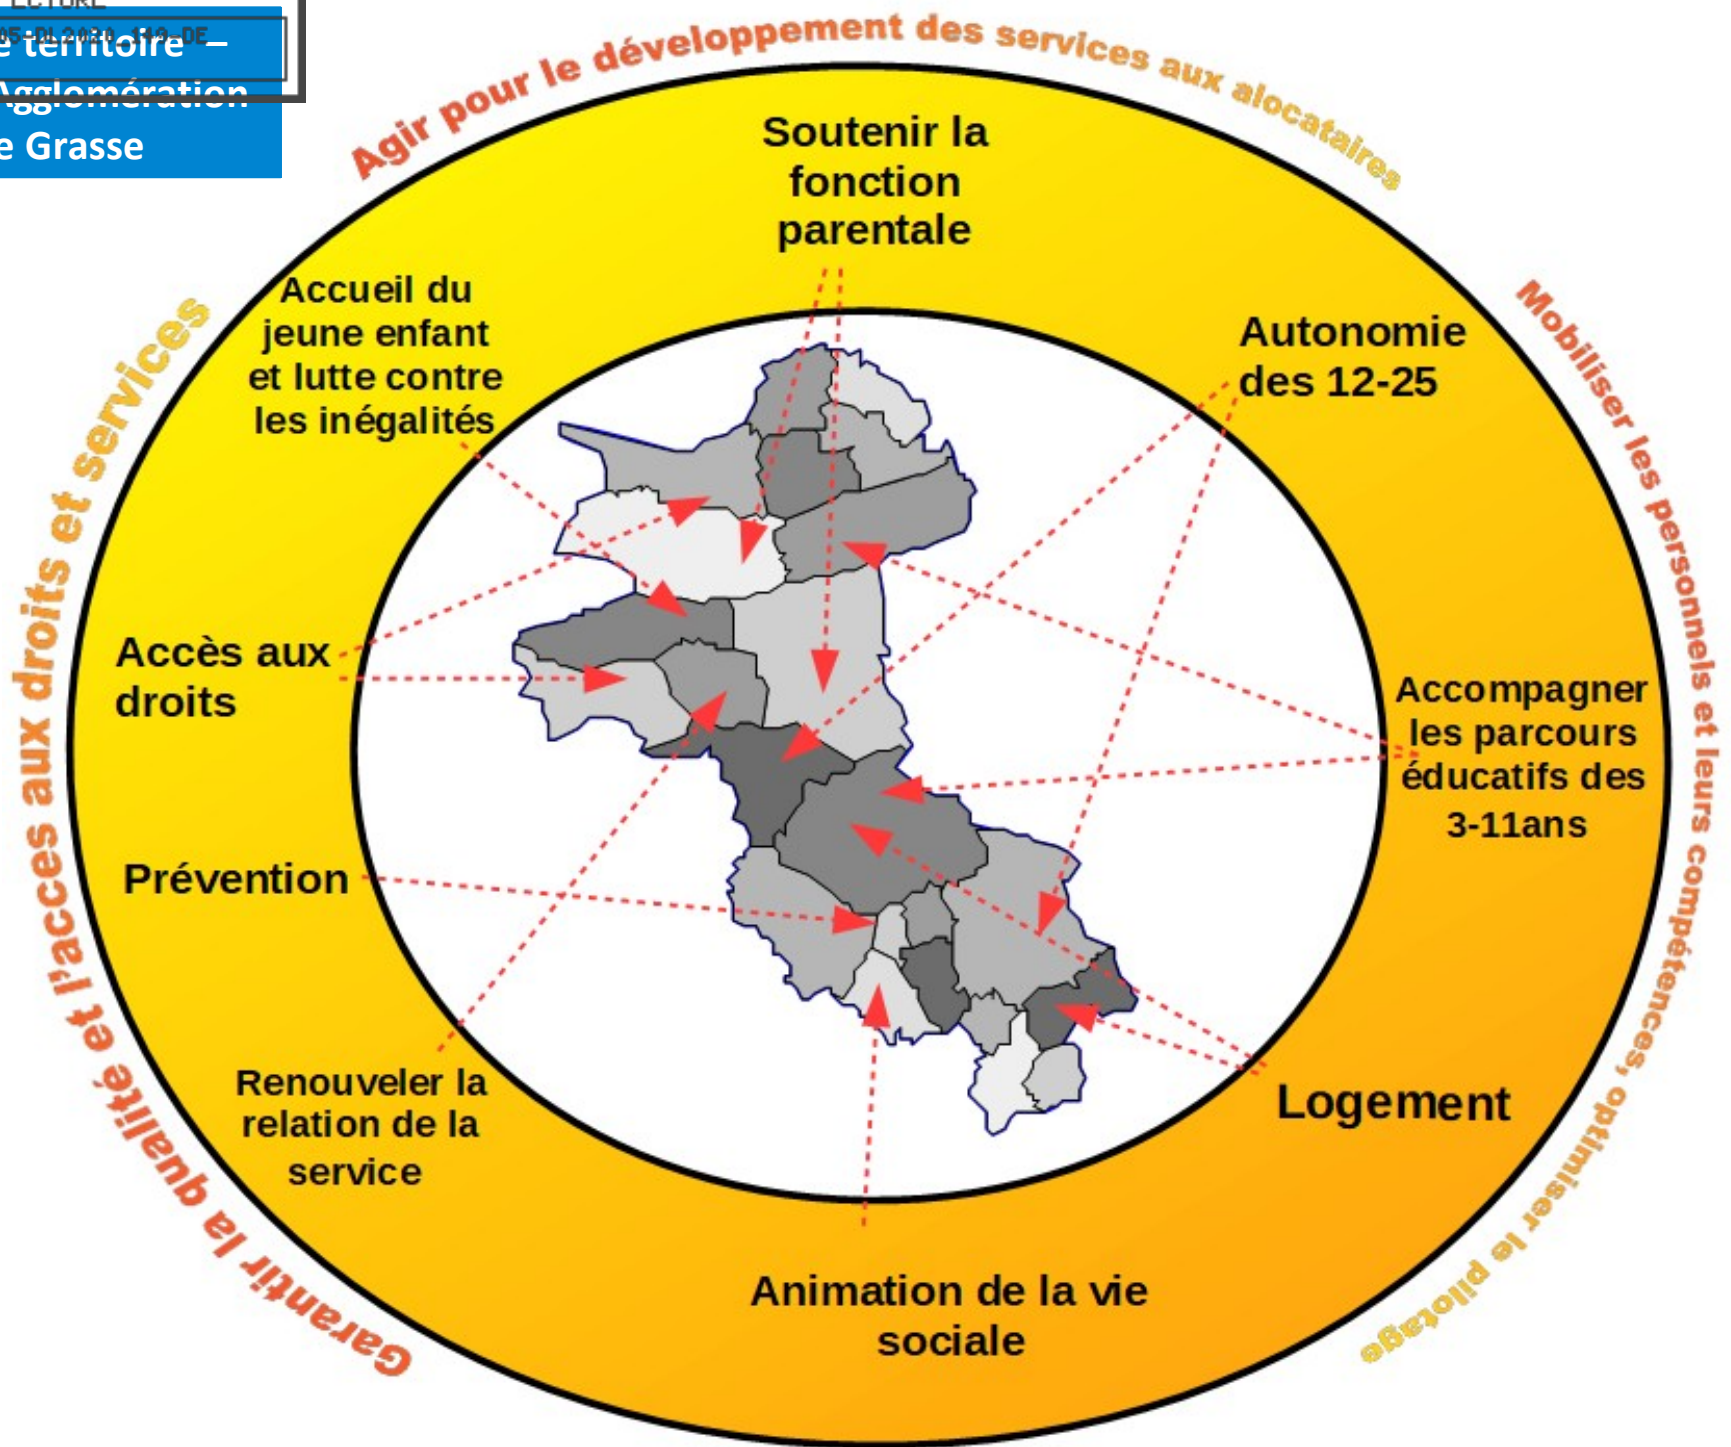 e territoire –
Agglomération
e Grasse
Agir pour le développement des services aux alocataires
Soutenir la
fonction
parentale
Accueil du
jeune enfant
et lutte contre
les inégalités
Autonomie
des 12-25
Mobiliser les personnels et leurs compétences, optimiser le pilotage
Garantir la qualité et l'acces aux droits et services
Accès aux
droits
Accompagner
les parcours
éducatifs des
3-11ans
Prévention
Renouveler la
relation de la
service
Logement
Animation de la vie
sociale